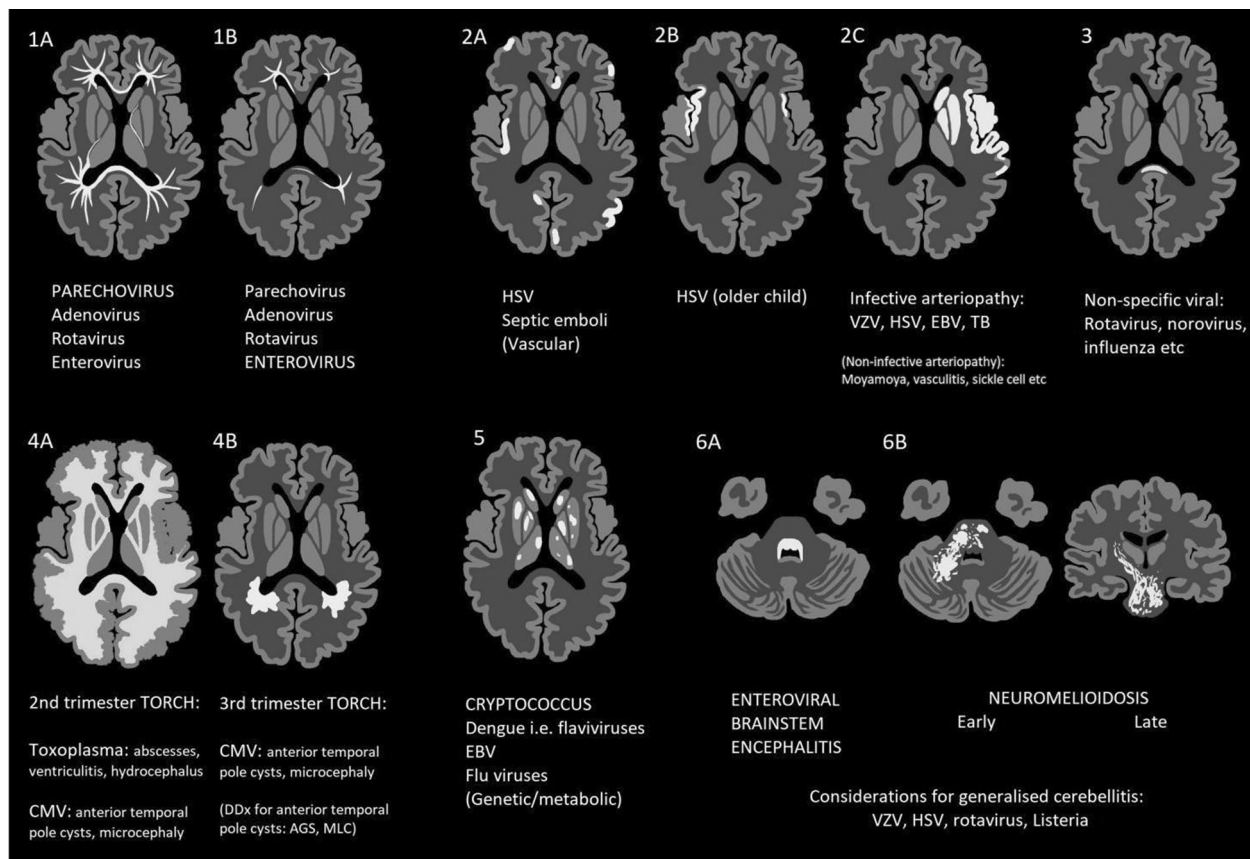 1A
1B
2A
2B
2C
3
PARECHOVIRUS
Adenovirus
Rotavirus
Enterovirus
Parechovirus
Adenovirus
Rotavirus
ENTEROVIRUS
HSV
Septic emboli
(Vascular)
HSV (older child)
Infective arteriopathy:
VZV, HSV, EBV, TB
(Non-infective arteriopathy):
Moyamoya, vasculitis, sickle cell etc
Non-specific viral:
Rotavirus, norovirus,
influenza etc
4A
4B
5
6A
6B
2nd trimester TORCH:
Toxoplasma: abscesses,
ventriculitis, hydrocephalus
CMV: anterior temporal
pole cysts, microcephaly
3rd trimester TORCH:
CMV: anterior temporal
pole cysts, microcephaly
(DDx for anterior temporal
pole cysts: AGS, MLC)
CRYPTOCOCCUS
Dengue i.e. flaviviruses
EBV
Flu viruses
(Genetic/metabolic)
ENTEROVIRAL
BRAINSTEM
ENCEPHALITIS
NEUROMELIOIDOSIS
Early Late
Considerations for generalised cerebellitis:
VZV, HSV, rotavirus, Listeria